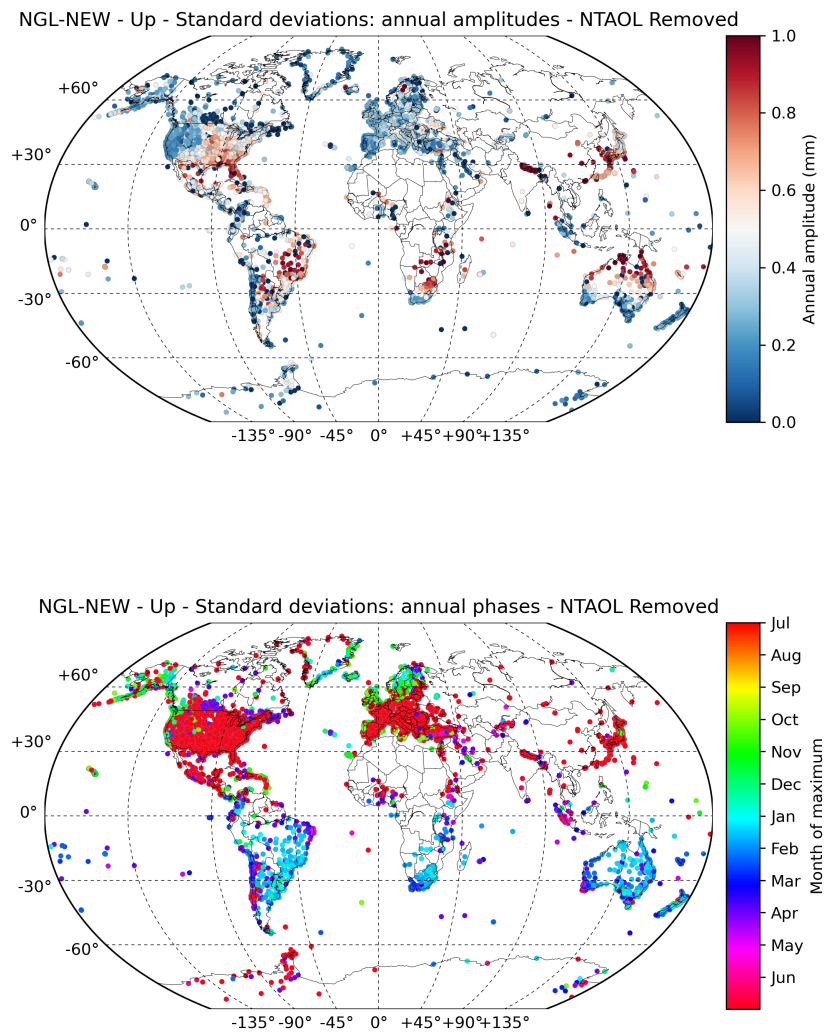 NGL-NEW - Up - Standard deviations: annual amplitudes - NTAOL Removed
+60°
+30°
0°
-30°
-60°
-135° -90° -45° 0° +45° +90° +135°
1.0
0.8
0.6
0.4
0.2
0.0
Annual amplitude (mm)
NGL-NEW - Up - Standard deviations: annual phases - NTAOL Removed
+60°
+30°
0°
-30°
-60°
-135° -90° -45° 0° +45° +90° +135°
Jul
Aug
Sep
Oct
Nov
Dec
Jan
Feb
Mar
Apr
May
Jun
Month of maximum